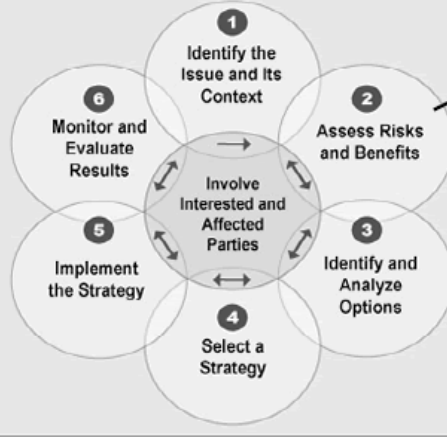 1
Identify the
Issue and Its
Context
2
Assess Risks
and Benefits
3
Identify and
Analyze
Options
4
Select a
Strategy
5
Implement
the Strategy
6
Monitor and
Evaluate
Results
Involve
Interested and
Affected
Parties